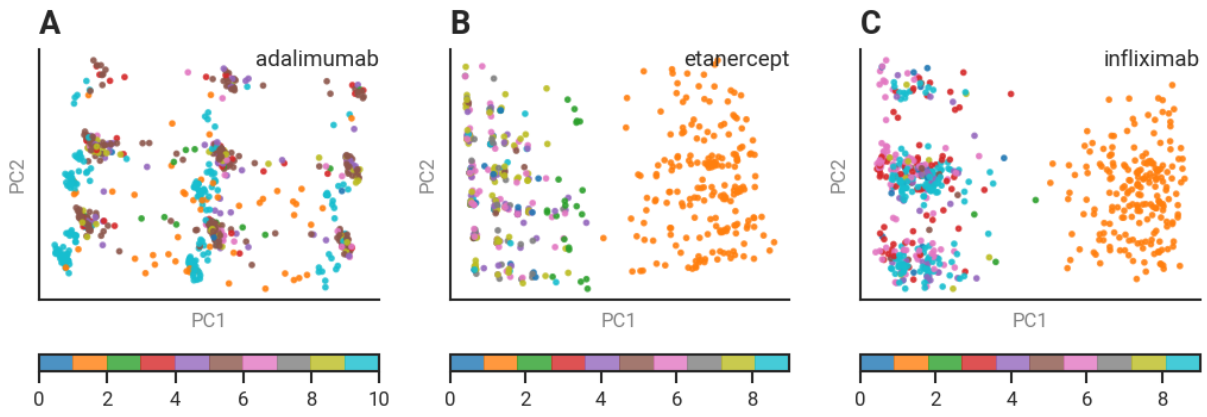 A
B
C
adalimumab
etanercept
infliximab
PC2
PC2
PC2
PC1
PC1
PC1
0 2 4 6 8 10
0 2 4 6 8
0 2 4 6 8